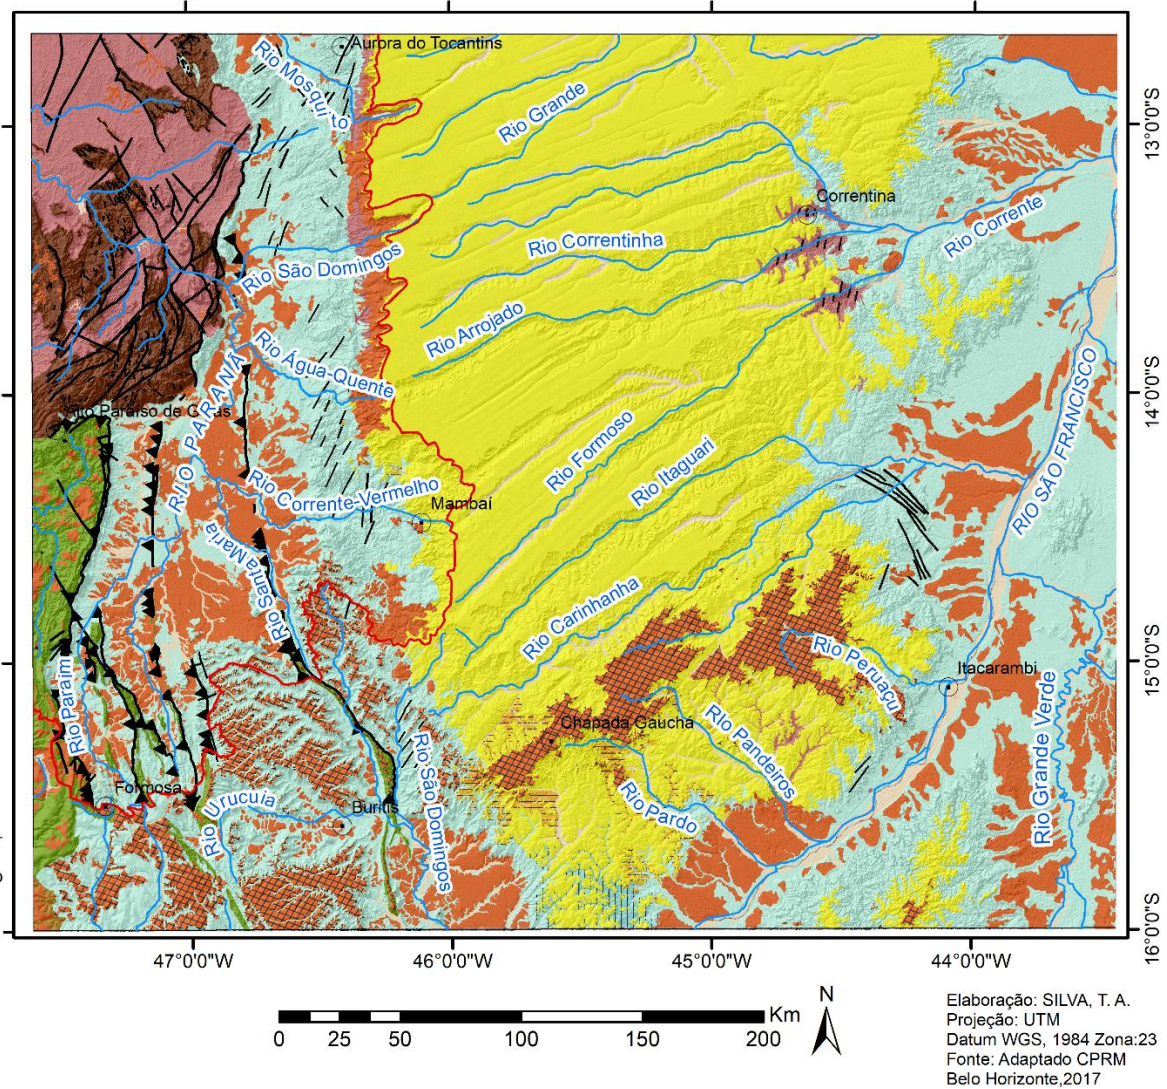 Aurora do Tocantins
Rio Mosquito
Rio Grande
13°0'0"S
Correntina
Rio Corrente
Rio Correntinha
Rio São Domingos
Rio Arrojado
Rio Água-Quente
RIO PARANÃ
14°0'0"S
RIO SÃO FRANCISCO
Rio Formoso
Rio Itaguari
Rio Corrente-Vermelho
Mambaí
Rio Santa Maria
Rio Carinhanha
Rio Peruaçu
15°0'0"S
Itacarambi
Rio Paraim
Chapada Gaúcha
Rio Pandeiros
Rio Grande Verde
Formosa
Rio Urucuia
Buritis
Rio São Domingos
Rio Pardo
16°0'0"S
47°0'0"W
46°0'0"W
45°0'0"W
44°0'0"W
0 25 50 100 150 200 Km
N
Elaboração: SILVA, T. A.
Projeção: UTM
Datum WGS, 1984 Zona:23
Fonte: Adaptado CPRM
Belo Horizonte,2017